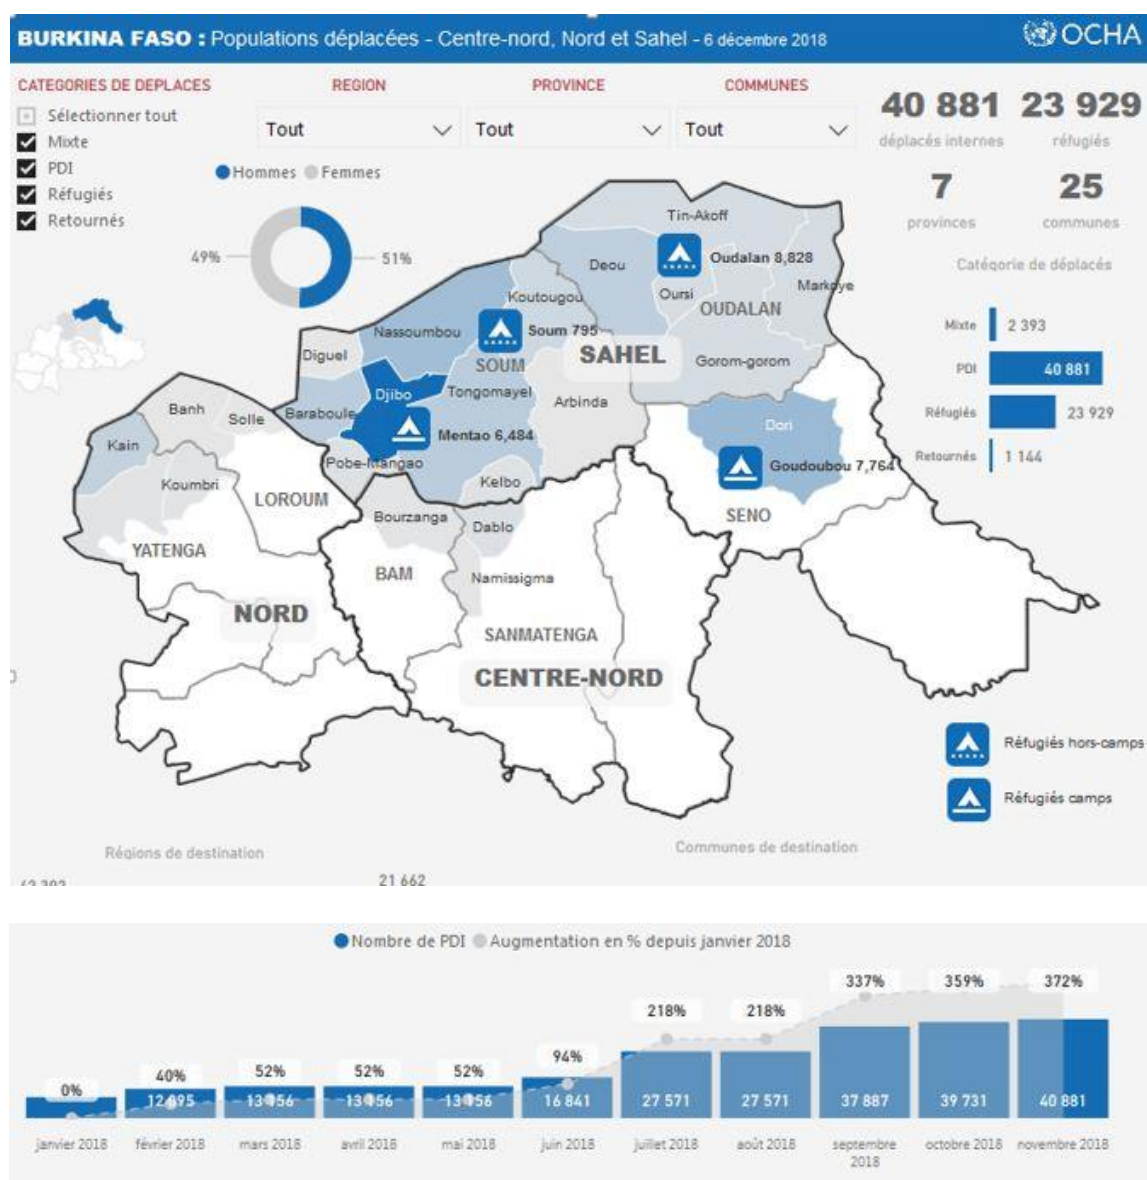 BURKINA FASO : Populations déplacées - Centre-nord, Nord et Sahel - 6 décembre 2018
OCHA
CATEGORIES DE DEPLACES
REGION
PROVINCE
COMMUNES
Sélectionner tout
Mixte
PDI
Réfugiés
Retournés
Tout
Tout
Tout
40 881
déplacés internes
23 929
réfugiés
7
provinces
25
communes
Hommes
Femmes
49%
51%
Catégorie de déplacés
Mixte 2 393
PDI 40 881
Réfugiés 23 929
Retournés 1 144
Tin-Akoff
Deou
Oudalan 8,828
Oursi
Markoye
OUDALAN
Koutougou
Nassoumbou
Soum 795
SAHEL
Diguel
SOUM
Gorom-gorom
Djibo
Tongomayel
Arbinda
Banh
Solle
Baraboule
Dori
Kain
Mentao 6,484
Pobe-Mangao
Goudoubou 7,764
Koumbri
Kelbo
LOROUM
Bourzanga
Dablo
SENO
YATENGA
BAM
Namissigma
NORD
SANMATENGA
CENTRE-NORD
Réfugiés hors-camps
Réfugiés camps
Régions de destination
Communes de destination
21 662
Nombre de PDI
Augmentation en % depuis janvier 2018
0% 40% 52% 52% 52% 94% 218% 218% 337% 359% 372%
13 156 13 156 13 156 16 841 27 571 27 571 37 887 39 731 40 881
janvier 2018 février 2018 mars 2018 avril 2018 mai 2018 juin 2018 juillet 2018 août 2018 septembre 2018 octobre 2018 novembre 2018